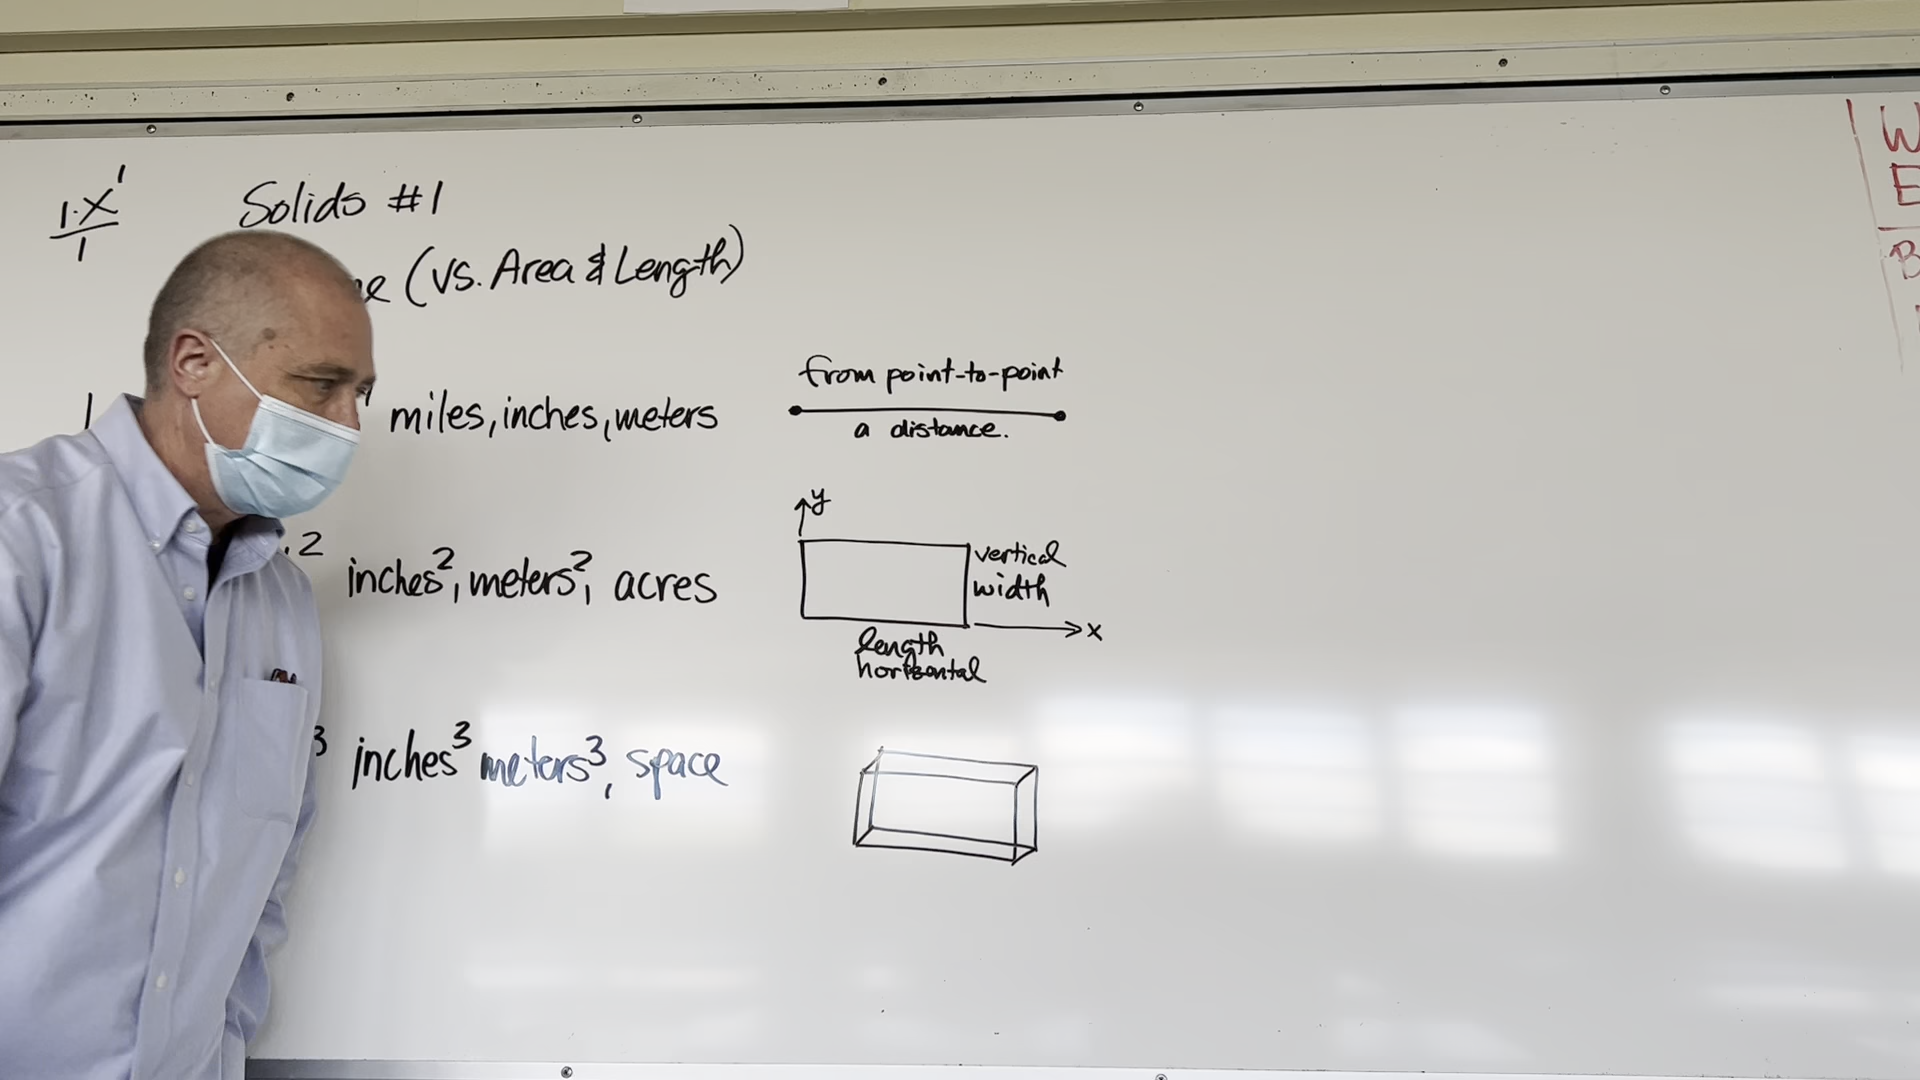 1·x¹
1
Solids #1
(vs. Area & Length)
miles, inches, meters
from point-to-point
a distance.
y
2
inches², meters², acres
vertical
width
x
length
horizontal
3
inches³ meters³, space
W
E
B